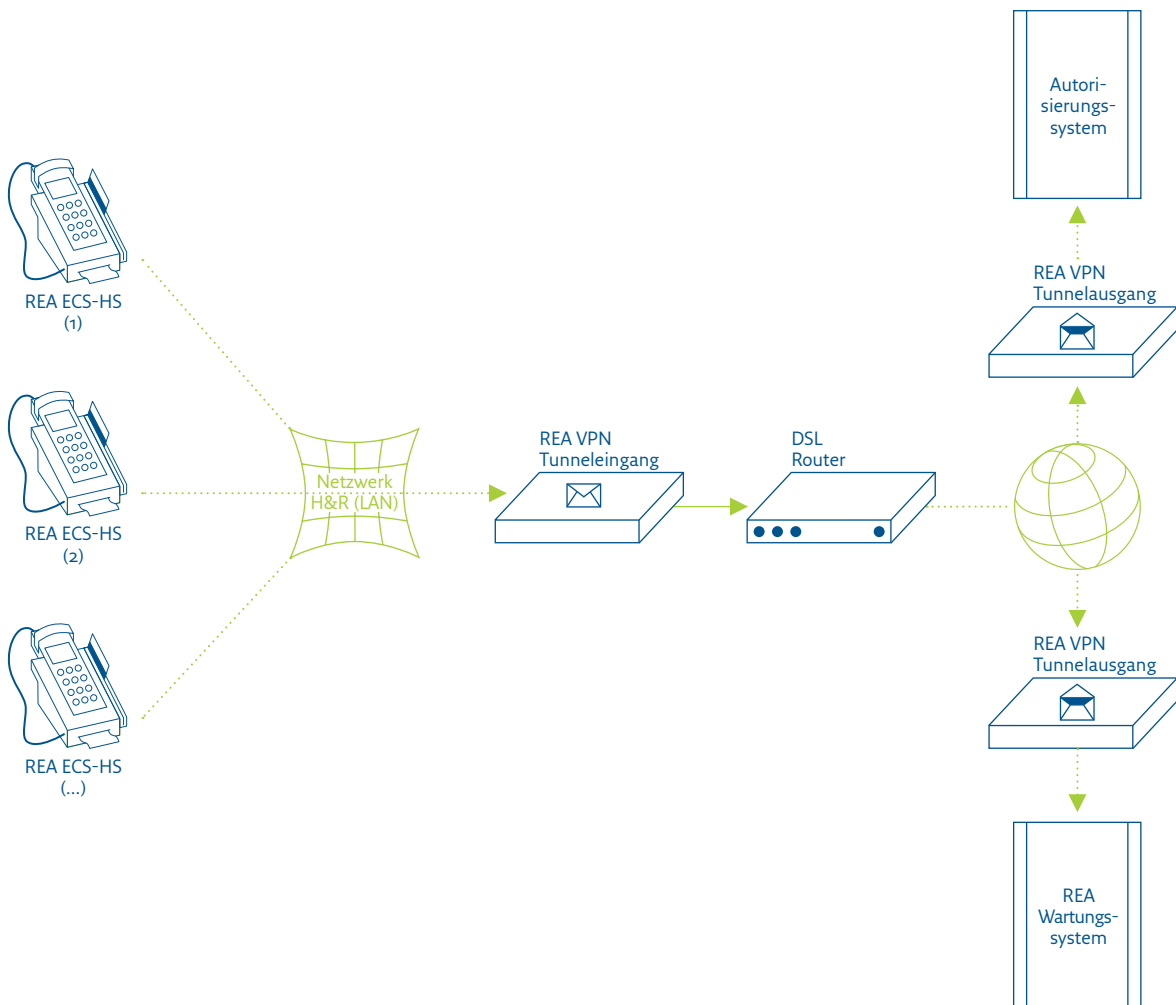 Autori-
sierungs-
system
REA VPN
Tunnelausgang
REA ECS-HS
(1)
REA ECS-HS
(2)
REA ECS-HS
(...)
Netzwerk
H&R (LAN)
REA VPN
Tunneleingang
DSL
Router
REA VPN
Tunnelausgang
REA
Wartungs-
system